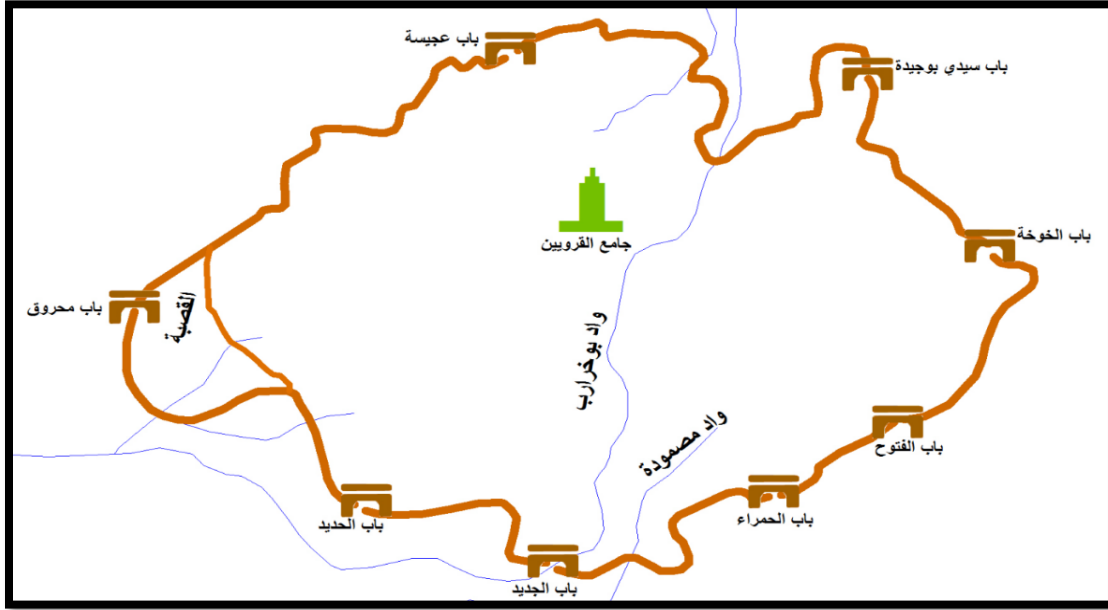 باب عجيسة
باب سيدي بوجيدة
جامع القرويين
باب الخوخة
باب محروق
القصبة
واد بوخرارب
واد مصمودة
باب الفتوح
باب الحمراء
باب الحديد
باب الجديد